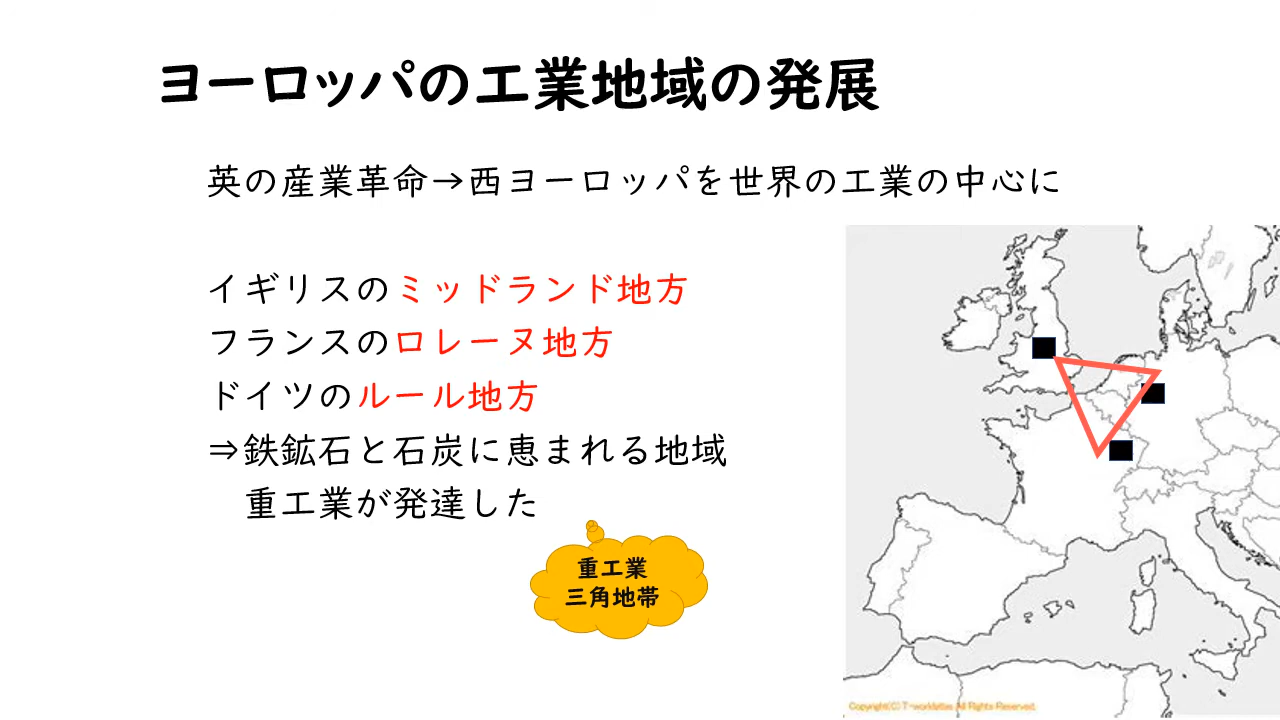 ヨーロッパの工業地域の発展
英の産業革命→西ヨーロッパを世界の工業の中心に
イギリスのミッドランド地方
フランスのロレーヌ地方
ドイツのルール地方
⇒鉄鉱石と石炭に恵まれる地域
重工業が発達した
重工業
三角地帯
Copyright(C) T-worldatlas All Rights Reserved.